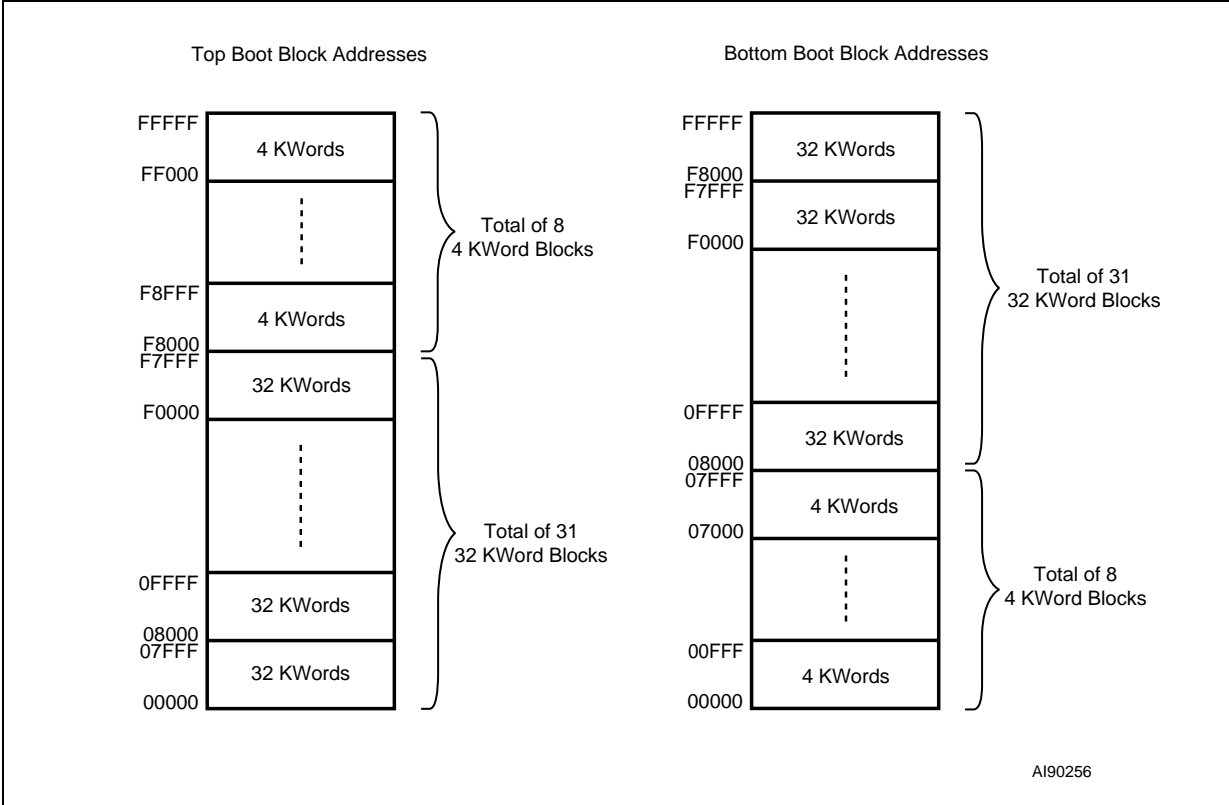 Top Boot Block Addresses
FFFFF
4 KWords
FF000
Total of 8
4 KWord Blocks
F8FFF
4 KWords
F8000
F7FFF
32 KWords
F0000
Total of 31
32 KWord Blocks
0FFFF
32 KWords
08000
07FFF
32 KWords
00000
Bottom Boot Block Addresses
FFFFF
32 KWords
F8000
F7FFF
32 KWords
F0000
Total of 31
32 KWord Blocks
0FFFF
32 KWords
08000
07FFF
4 KWords
07000
Total of 8
4 KWord Blocks
00FFF
4 KWords
00000
AI90256